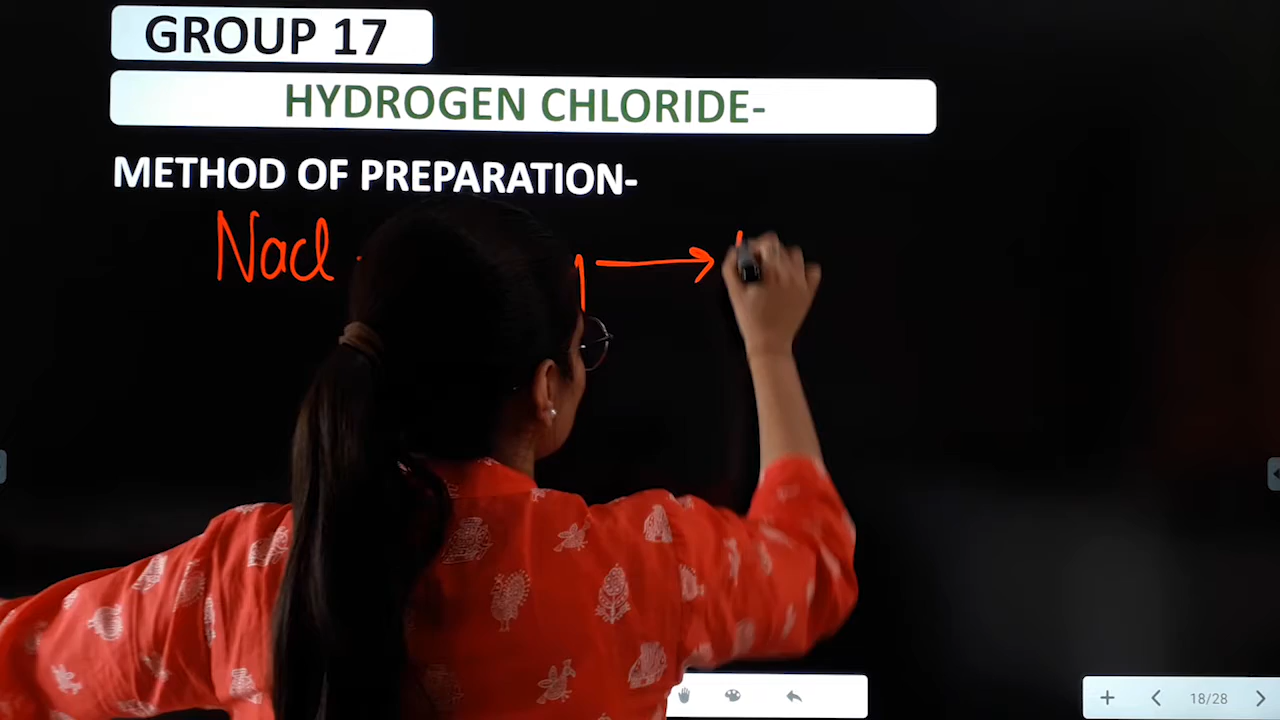 GROUP 17
HYDROGEN CHLORIDE-
METHOD OF PREPARATION-
Nacl
18/28